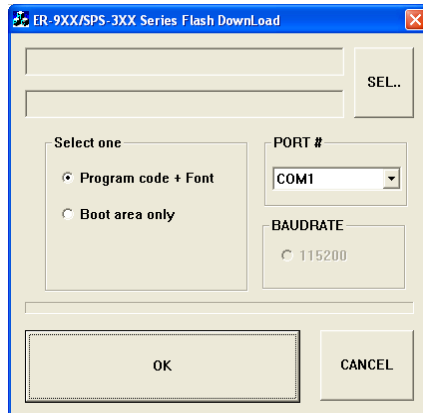 ER-9XX/SPS-3XX Series Flash DownLoad
SEL..
Select one
Program code + Font
Boot area only
PORT #
COM1
BAUDRATE
115200
OK
CANCEL